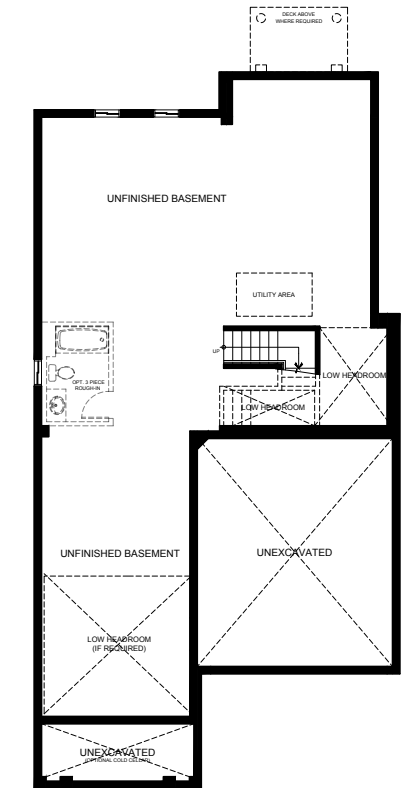 DECK ABOVE
WHERE REQUIRED
UNFINISHED BASEMENT
UTILITY AREA
UP
LOW HEADROOM
OPT. 3 PIECE
ROUGH-IN
LOW HEADROOM
UNFINISHED BASEMENT
UNEXCAVATED
LOW HEADROOM
(IF REQUIRED)
UNEXCAVATED
(OPTIONAL COLD CELLAR)